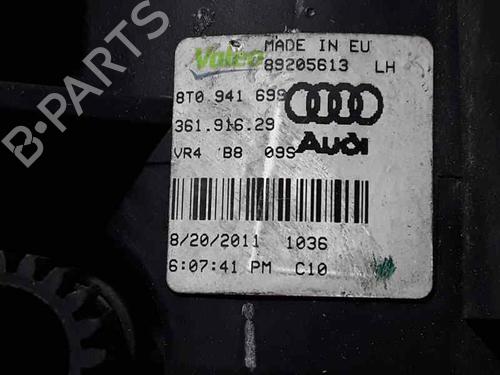 Valeo MADE IN EU
89205613 LH
8T0 941 699
361.916.29
Audi
VR4 B8 09S
8/20/2011 1036
6:07:41 PM C10
B-PARTS